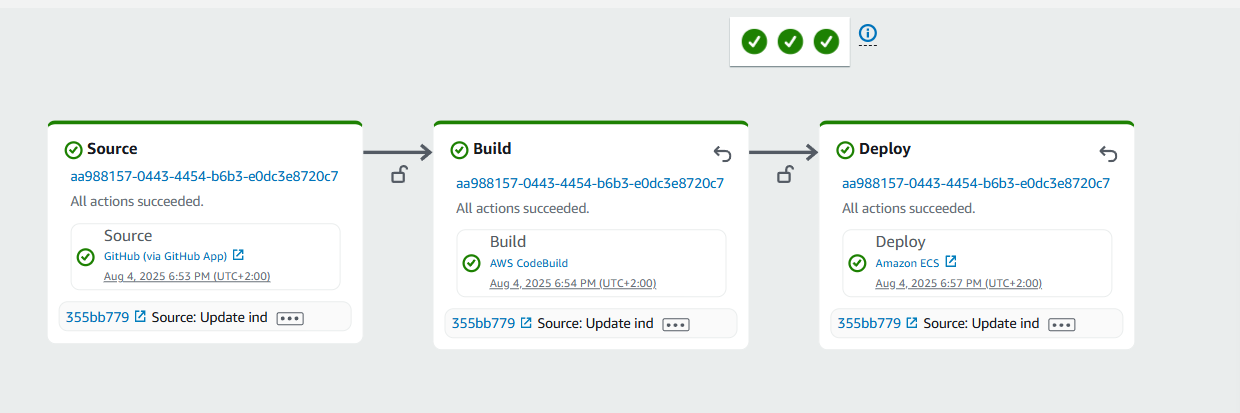 Source
aa988157-0443-4454-b6b3-e0dc3e8720c7
All actions succeeded.
Source
GitHub (via GitHub App)
Aug 4, 2025 6:53 PM (UTC+2:00)
355bb779 Source: Update ind
Build
aa988157-0443-4454-b6b3-e0dc3e8720c7
All actions succeeded.
Build
AWS CodeBuild
Aug 4, 2025 6:54 PM (UTC+2:00)
355bb779 Source: Update ind
Deploy
aa988157-0443-4454-b6b3-e0dc3e8720c7
All actions succeeded.
Deploy
Amazon ECS
Aug 4, 2025 6:57 PM (UTC+2:00)
355bb779 Source: Update ind